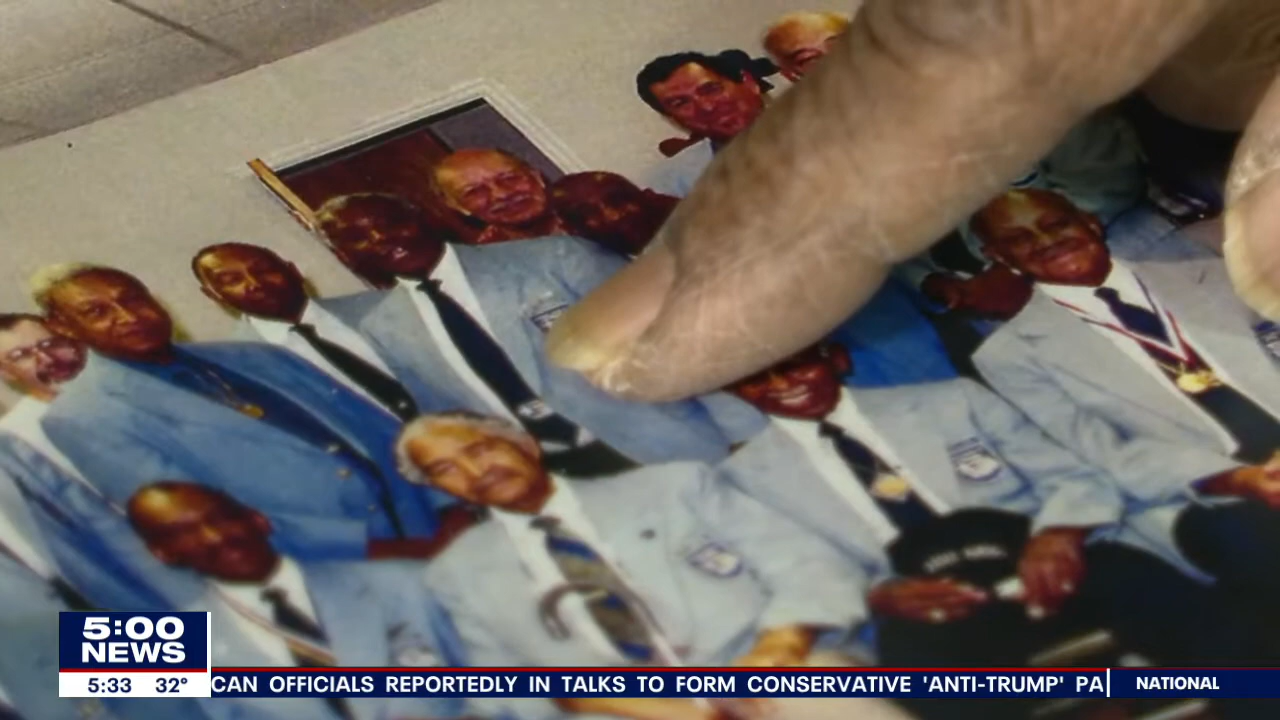 5:00
NEWS
5:33 32°
CAN OFFICIALS REPORTEDLY IN TALKS TO FORM CONSERVATIVE 'ANTI-TRUMP' PA
NATIONAL